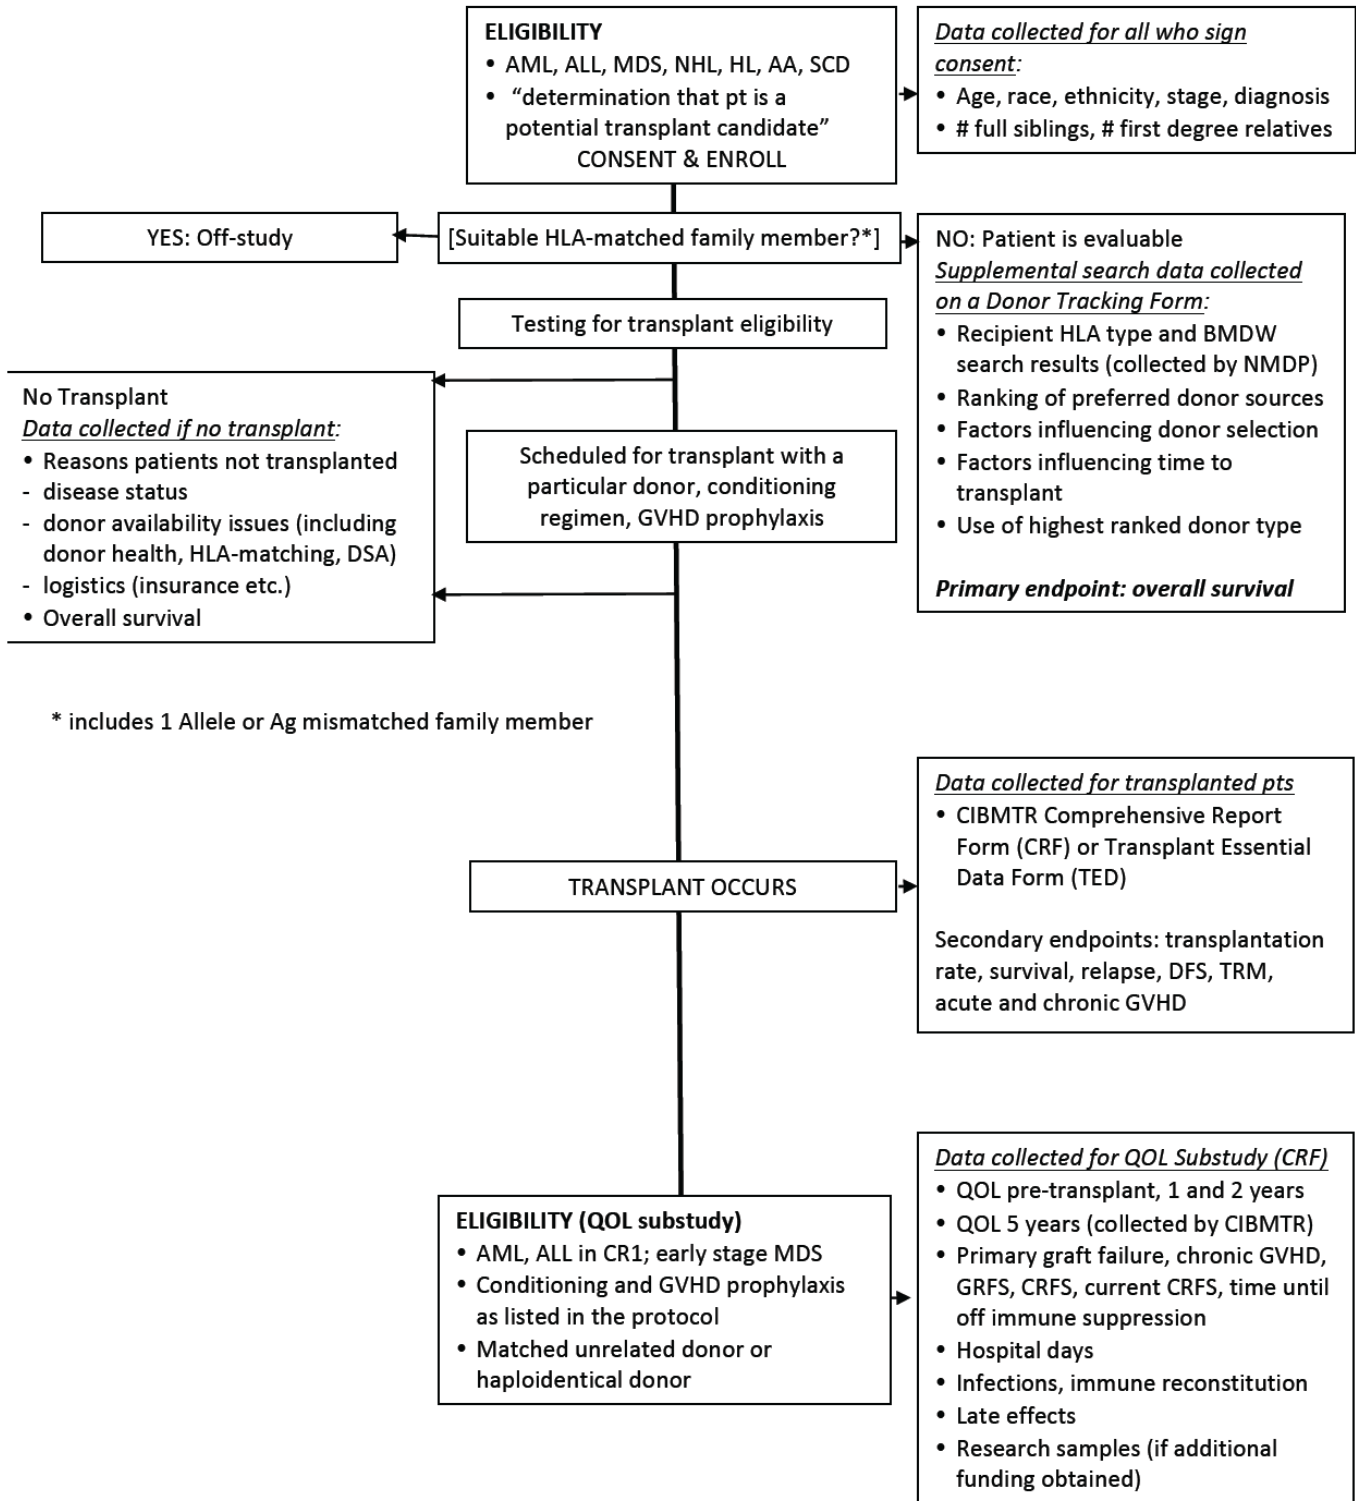 ELIGIBILITY
• AML, ALL, MDS, NHL, HL, AA, SCD
• “determination that pt is a
potential transplant candidate”
CONSENT & ENROLL
Data collected for all who sign
consent:
• Age, race, ethnicity, stage, diagnosis
• # full siblings, # first degree relatives
YES: Off-study
[Suitable HLA-matched family member?*]
NO: Patient is evaluable
Supplemental search data collected
on a Donor Tracking Form:
• Recipient HLA type and BMDW
search results (collected by NMDP)
• Ranking of preferred donor sources
• Factors influencing donor selection
• Factors influencing time to
transplant
• Use of highest ranked donor type
Primary endpoint: overall survival
Testing for transplant eligibility
No Transplant
Data collected if no transplant:
• Reasons patients not transplanted
- disease status
- donor availability issues (including
donor health, HLA-matching, DSA)
- logistics (insurance etc.)
• Overall survival
Scheduled for transplant with a
particular donor, conditioning
regimen, GVHD prophylaxis
* includes 1 Allele or Ag mismatched family member
TRANSPLANT OCCURS
Data collected for transplanted pts
• CIBMTR Comprehensive Report
Form (CRF) or Transplant Essential
Data Form (TED)
Secondary endpoints: transplantation
rate, survival, relapse, DFS, TRM,
acute and chronic GVHD
ELIGIBILITY (QOL substudy)
• AML, ALL in CR1; early stage MDS
• Conditioning and GVHD prophylaxis
as listed in the protocol
• Matched unrelated donor or
haploidentical donor
Data collected for QOL Substudy (CRF)
• QOL pre-transplant, 1 and 2 years
• QOL 5 years (collected by CIBMTR)
• Primary graft failure, chronic GVHD,
GRFS, CRFS, current CRFS, time until
off immune suppression
• Hospital days
• Infections, immune reconstitution
• Late effects
• Research samples (if additional
funding obtained)